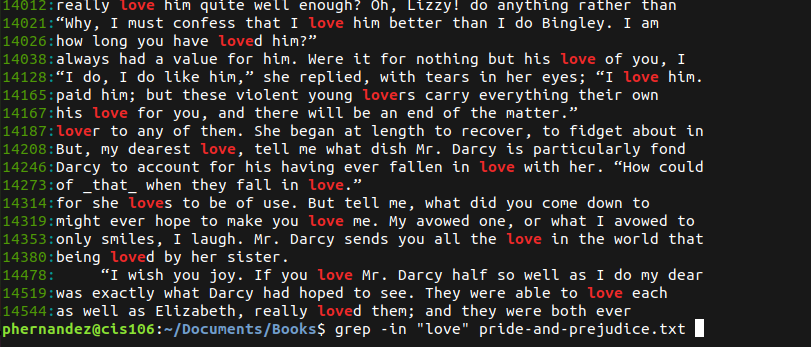 14012:really love him quite well enough? Oh, Lizzy! do anything rather than
14021:“Why, I must confess that I love him better than I do Bingley. I am
14026:how long you have loved him?”
14038:always had a value for him. Were it for nothing but his love of you, I
14128:“I do, I do like him,” she replied, with tears in her eyes; “I love him.
14165:paid him; but these violent young lovers carry everything their own
14167:his love for you, and there will be an end of the matter.”
14187:lover to any of them. She began at length to recover, to fidget about in
14208:But, my dearest love, tell me what dish Mr. Darcy is particularly fond
14246:Darcy to account for his having ever fallen in love with her. “How could
14273:of _that_ when they fall in love.”
14314:for she loves to be of use. But tell me, what did you come down to
14319:might ever hope to make you love me. My avowed one, or what I avowed to
14353:only smiles, I laugh. Mr. Darcy sends you all the love in the world that
14380:being loved by her sister.
14478:     “I wish you joy. If you love Mr. Darcy half so well as I do my dear
14519:was exactly what Darcy had hoped to see. They were able to love each
14544:as well as Elizabeth, really loved them; and they were both ever
phernandez@cis106:~/Documents/Books$ grep -in "love" pride-and-prejudice.txt